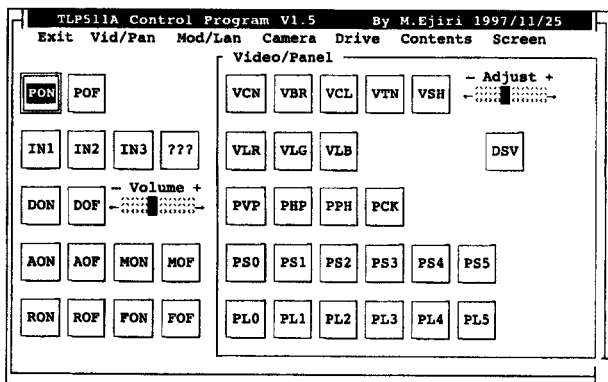 TLP511A Control Program V1.5 By M.Ejiri 1997/11/25
Exit Vid/Pan Mod/Lan Camera Drive Contents Screen
Video/Panel
PON POF VCN VBR VCL VTN VSH - Adjust +
IN1 IN2 IN3 ??? VLR VLG VLB DSV
DON DOF - Volume + PVP PHP PPH PCK
AON AOF MON MOF PS0 PS1 PS2 PS3 PS4 PS5
RON ROF FON FOF PL0 PL1 PL2 PL3 PL4 PL5